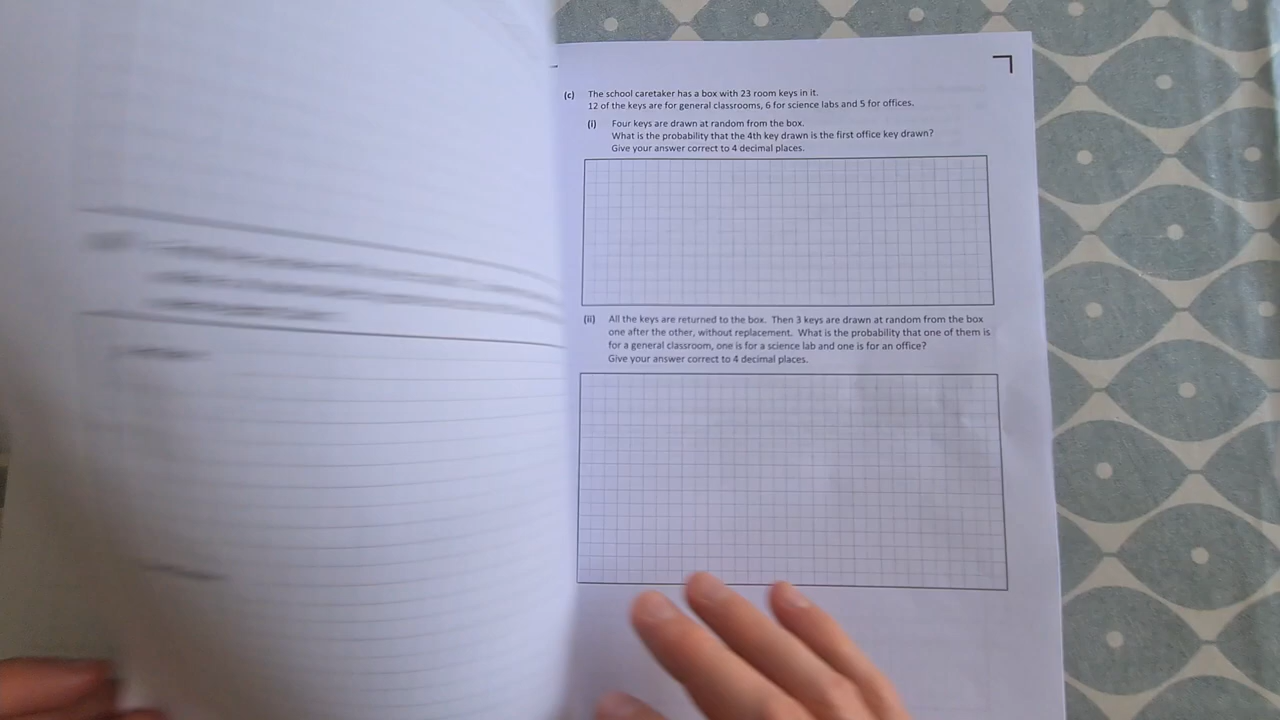 (c) The school caretaker has a box with 23 room keys in it.
12 of the keys are for general classrooms, 6 for science labs and 5 for offices.
(i) Four keys are drawn at random from the box.
What is the probability that the 4th key drawn is the first office key drawn?
Give your answer correct to 4 decimal places.
(ii) All the keys are returned to the box. Then 3 keys are drawn at random from the box
one after the other, without replacement. What is the probability that one of them is
for a general classroom, one is for a science lab and one is for an office?
Give your answer correct to 4 decimal places.